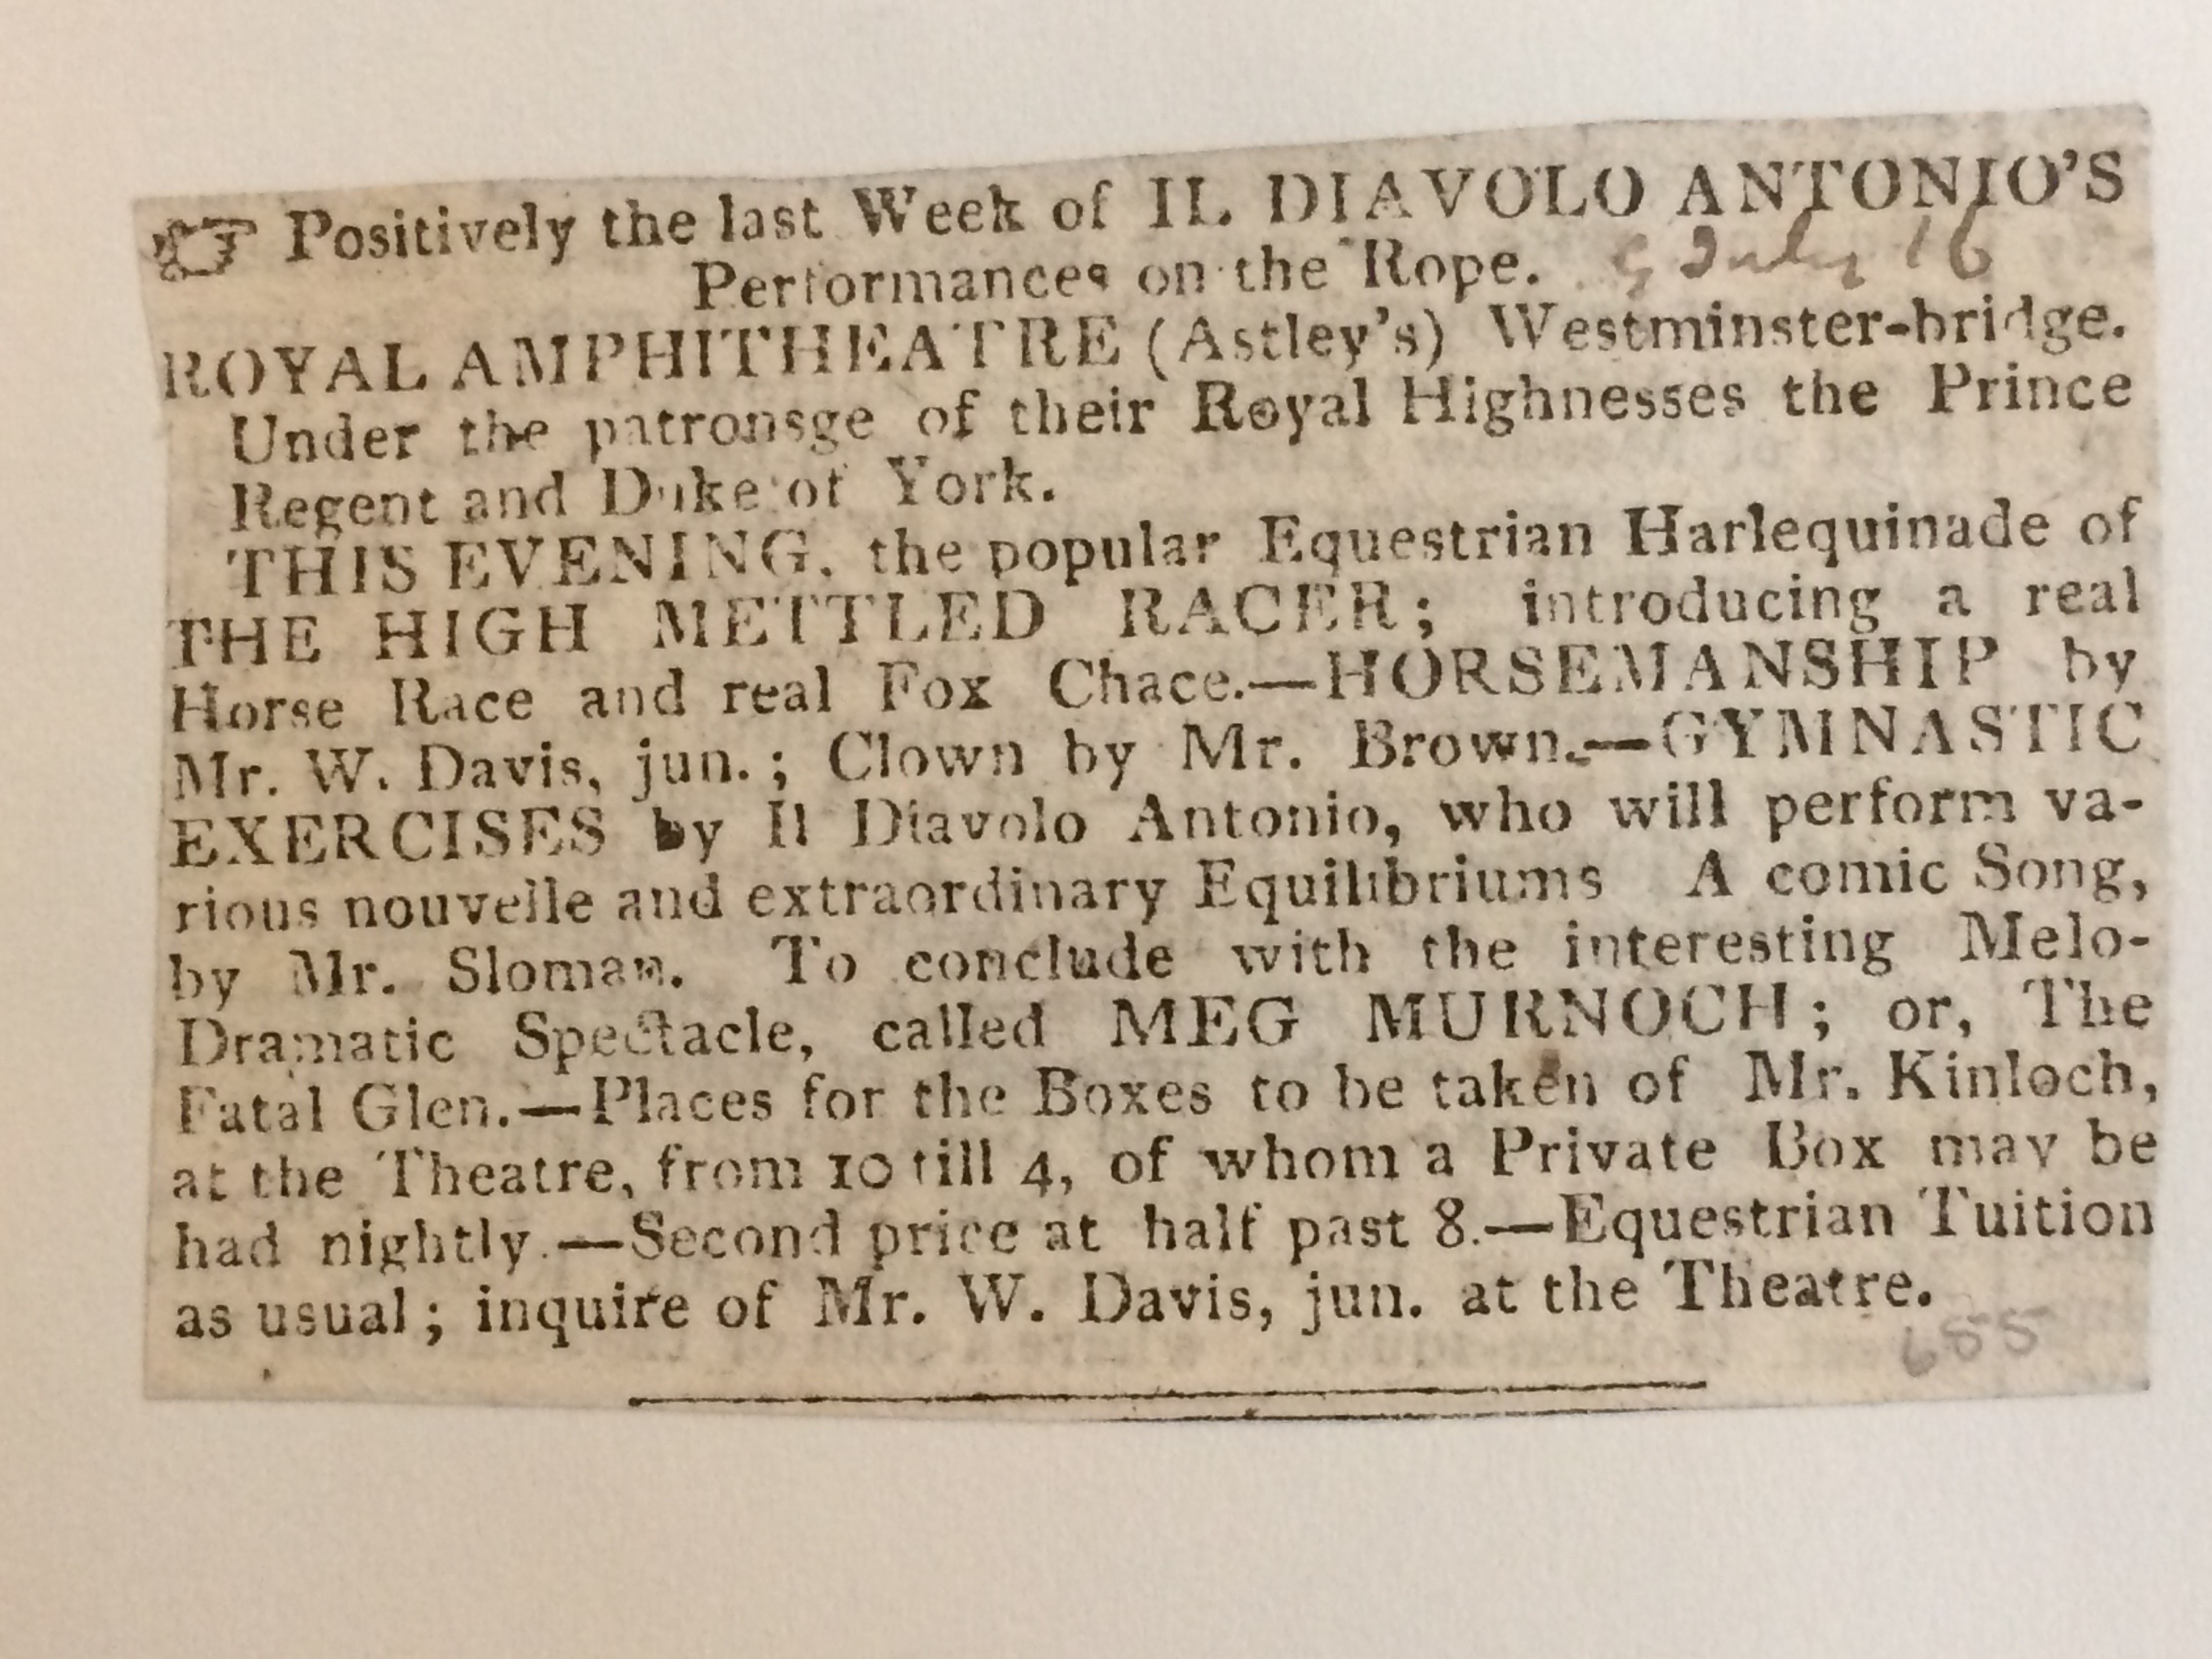 ☞ Positively the last Week of IL DIAVOLO ANTONIO'S
Performances on the Rope.
July 16
ROYAL AMPHITHEATRE (Astley's) Westminster-bridge.
Under the patronsge of their Royal Highnesses the Prince
Regent and Duke of York.
THIS EVENING, the popular Equestrian Harlequinade of
THE HIGH METTLED RACER; introducing a real
Horse Race and real Fox Chace.—HORSEMANSHIP by
Mr. W. Davis, jun.; Clown by Mr. Brown.—GYMNASTIC
EXERCISES by Il Diavolo Antonio, who will perform va-
rious nouvelle and extraordinary Equilibriums A comic Song,
by Mr. Sloman. To conclude with the interesting Melo-
Dramatic Spectacle, called MEG MURNOCH; or, The
Fatal Glen.—Places for the Boxes to be taken of Mr. Kinloch,
at the Theatre, from 10 till 4, of whom a Private Box may be
had nightly.—Second price at half past 8.—Equestrian Tuition
as usual; inquire of Mr. W. Davis, jun. at the Theatre.
655